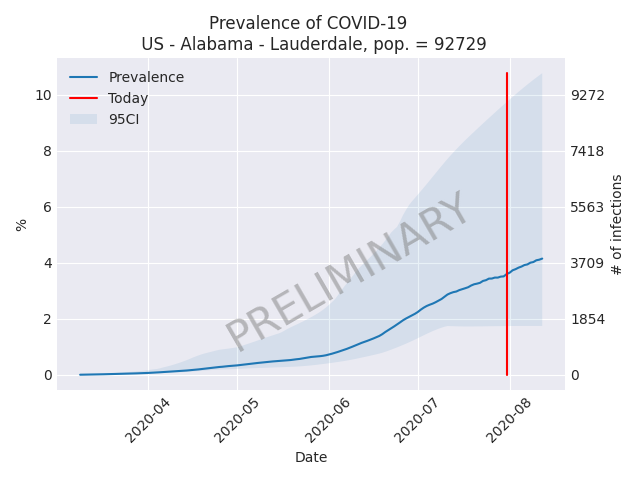 Prevalence of COVID-19
US - Alabama - Lauderdale, pop. = 92729
Prevalence
Today
95CI
10
8
6
4
2
0
%
9272
7418
5563
3709
1854
0
# of infections
PRELIMINARY
2020-04
2020-05
2020-06
2020-07
2020-08
Date